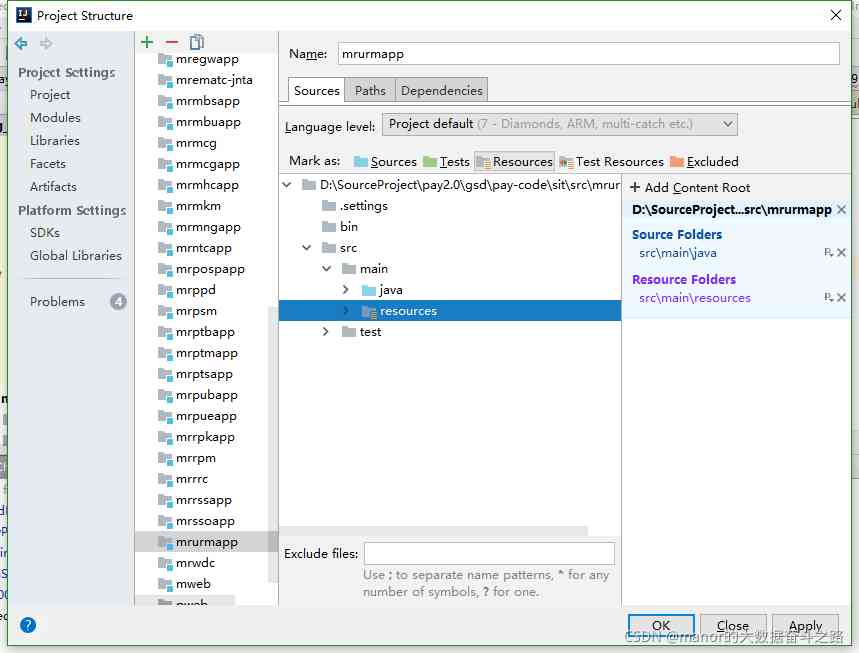 Project Structure
Project Settings
Project
Modules
Libraries
Facets
Artifacts
Platform Settings
SDKs
Global Libraries
Problems 4
mregwapp
mrematc-jnta
mrmbsapp
mrmbuapp
mrmcg
mrmcgapp
mrmhcapp
mrmkm
mrmngapp
mrntcapp
mrpospapp
mrppd
mrpsm
mrptbapp
mrptmapp
mrptsapp
mrpubapp
mrpueapp
mrrpkapp
mrrpm
mrrrc
mrrssapp
mrssoapp
mrurmapp
mrwdc
mweb
Name: mrurmapp
Sources Paths Dependencies
Language level: Project default (7 - Diamonds, ARM, multi-catch etc.)
Mark as: Sources Tests Resources Test Resources Excluded
D:\SourceProject\pay2.0\gsd\pay-code\sit\src\mrur
.settings
bin
src
main
java
resources
test
+ Add Content Root
D:\SourceProject...src\mrurmapp
Source Folders
src\main\java
Resource Folders
src\main\resources
Exclude files:
Use ; to separate name patterns, * for any
number of symbols, ? for one.
?
OK Close Apply
CSDN @manor的大数据奋斗之路